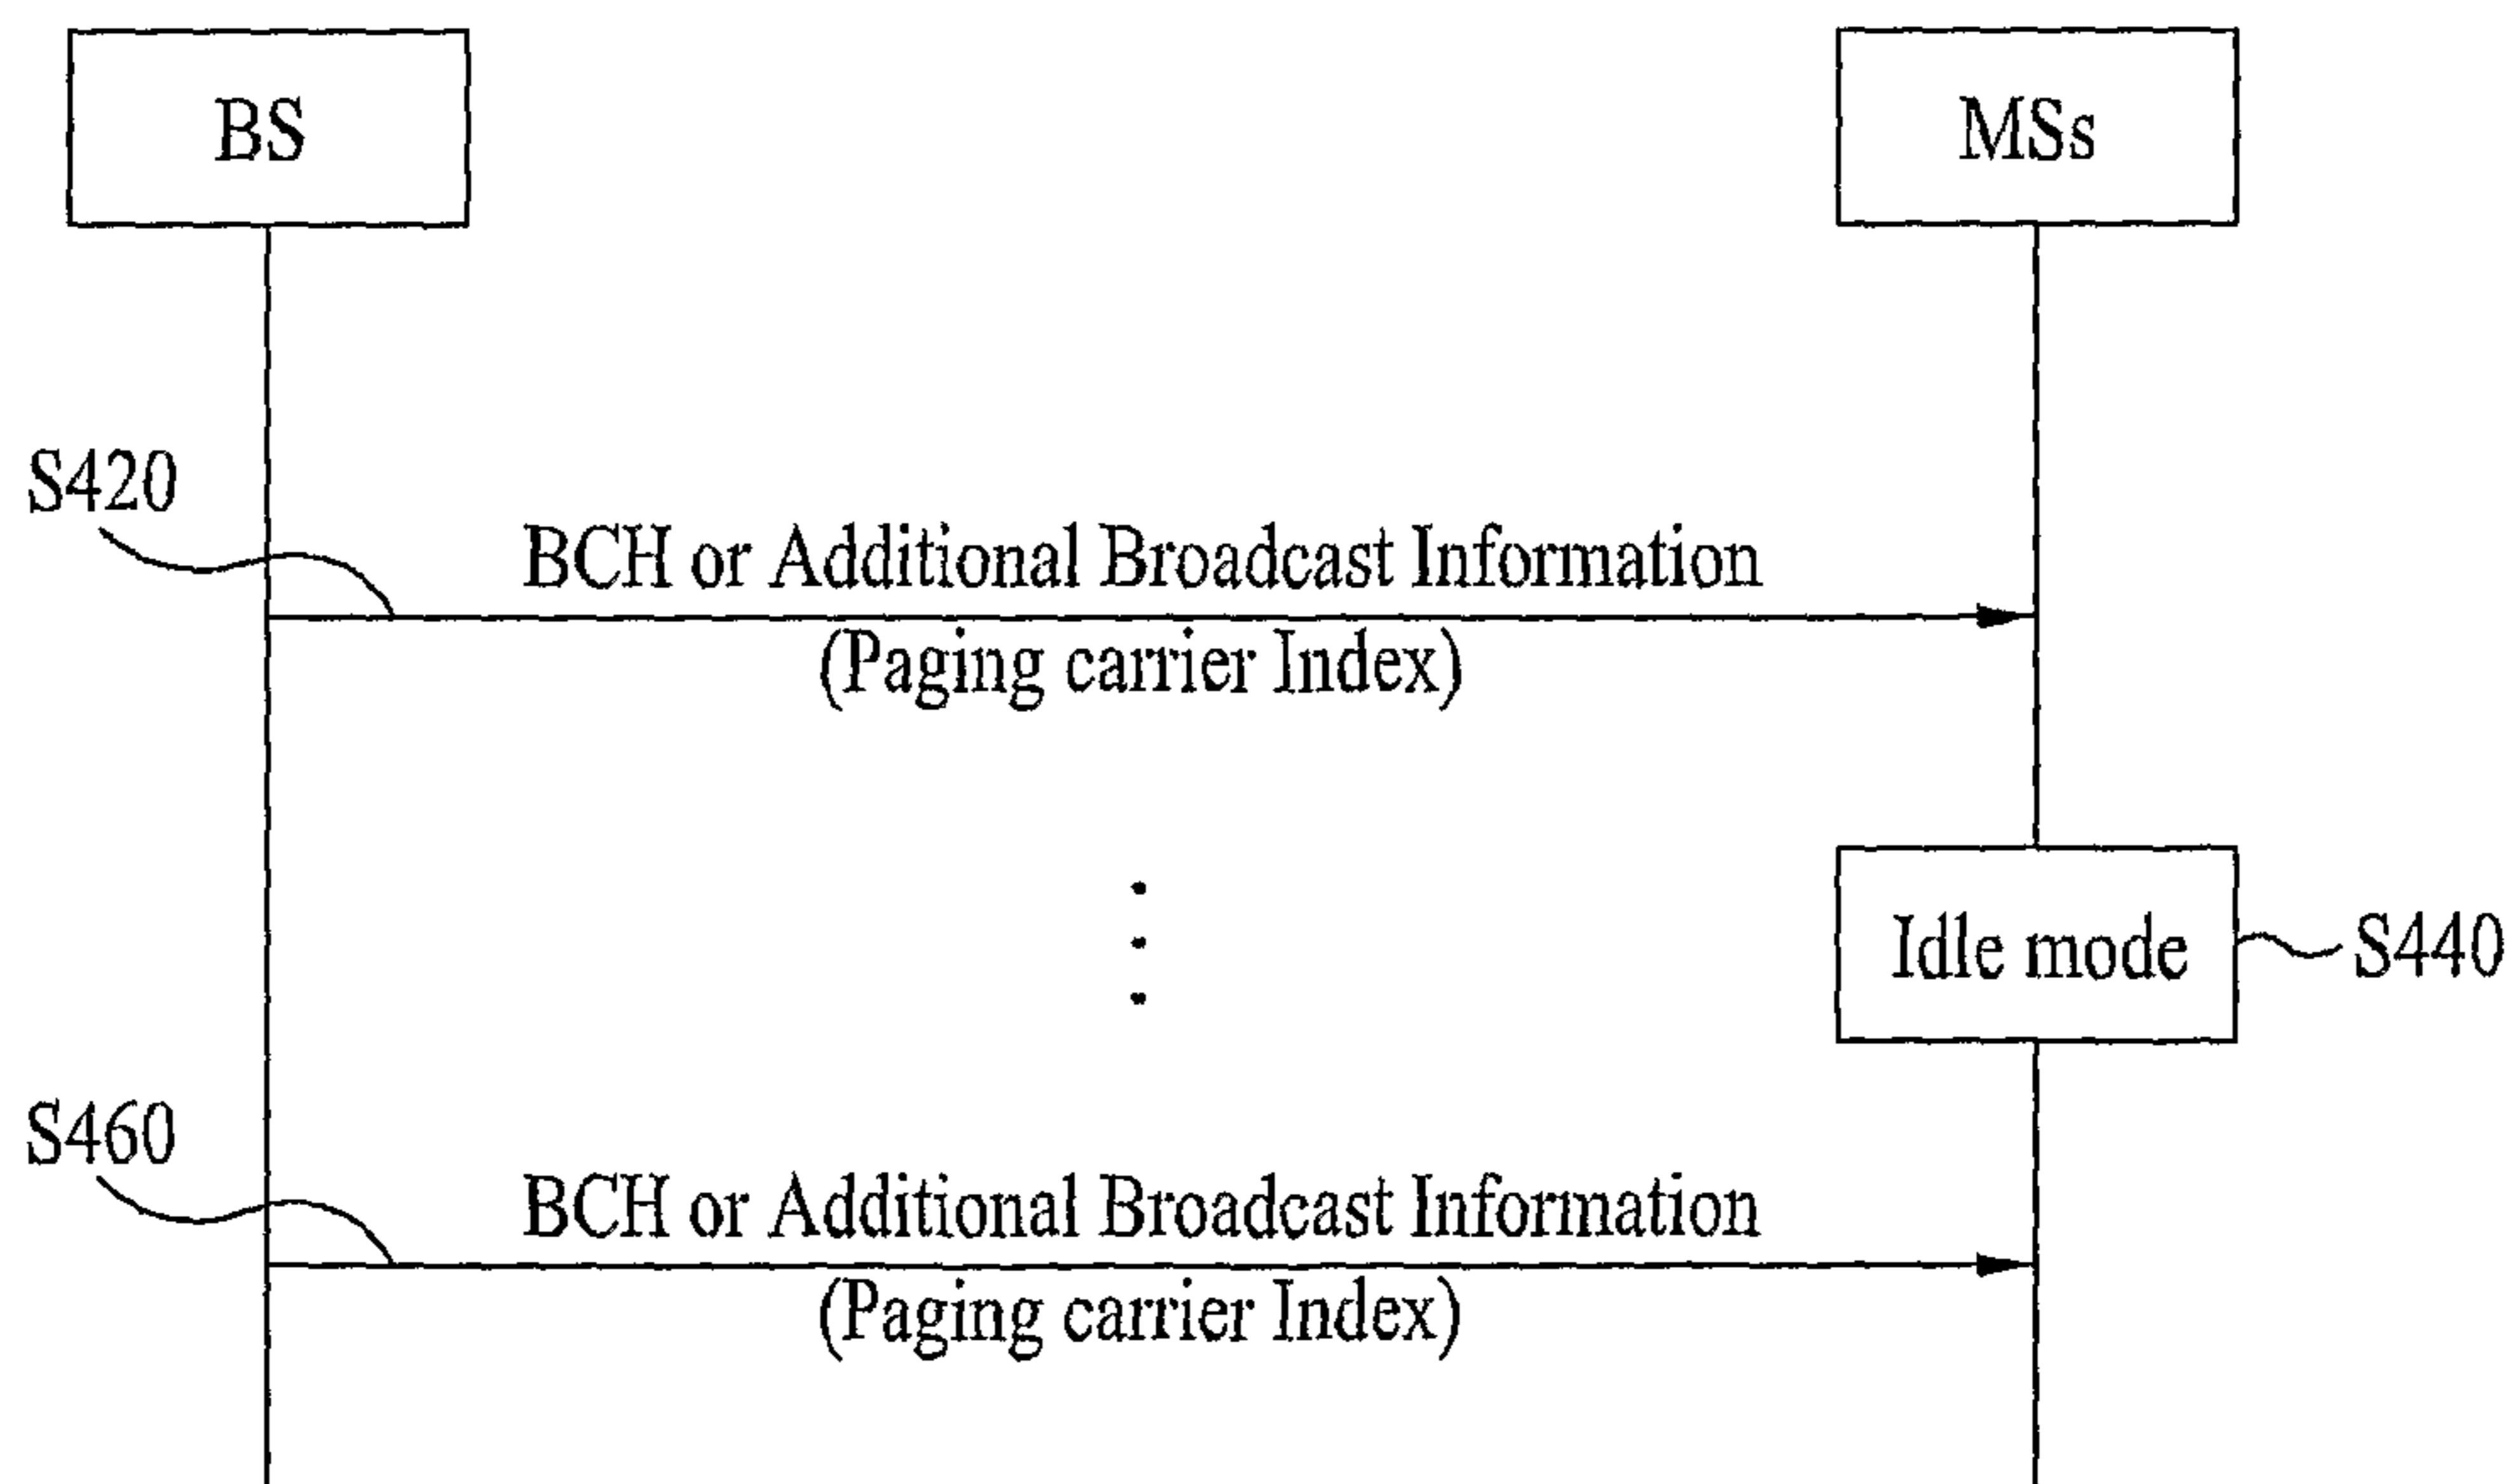 BS
MSs
S420
BCH or Additional Broadcast Information
(Paging carrier Index)
Idle mode
S440
S460
BCH or Additional Broadcast Information
(Paging carrier Index)